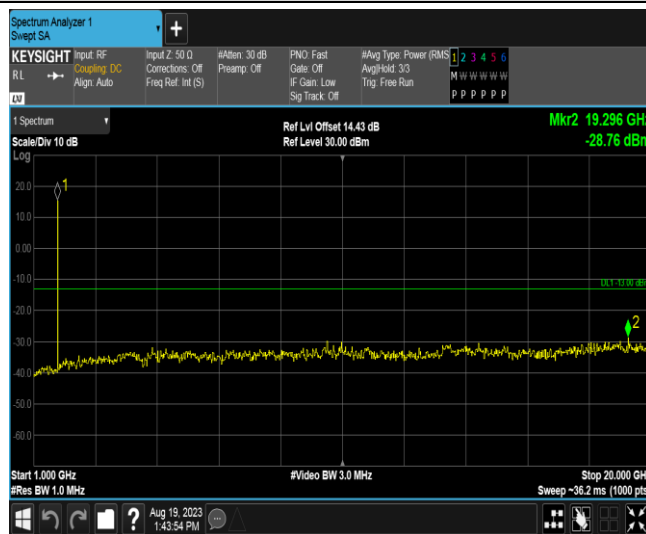 Spectrum Analyzer 1
Swept SA
+
KEYSIGHT
RL
LXI
Input: RF
Coupling: DC
Align: Auto
Input Z: 50 Ω
Corrections: Off
Freq Ref: Int (S)
#Atten: 30 dB
Preamp: Off
PNO: Fast
Gate: Off
IF Gain: Low
Sig Track: Off
#Avg Type: Power (RMS
Avg|Hold: 3/3
Trig: Free Run
1 2 3 4 5 6
M W W W W W
P P P P P P
1 Spectrum
Scale/Div 10 dB
Log
Ref Lvl Offset 14.43 dB
Ref Level 30.00 dBm
Mkr2 19.296 GHz
-28.76 dBm
20.0
10.0
0.00
-10.0
-20.0
-30.0
-40.0
-50.0
-60.0
1
DL1 -13.00 dBm
2
Start 1.000 GHz
#Res BW 1.0 MHz
#Video BW 3.0 MHz
Stop 20.000 GHz
Sweep ~36.2 ms (1000 pts
?
Aug 19, 2023
1:43:54 PM